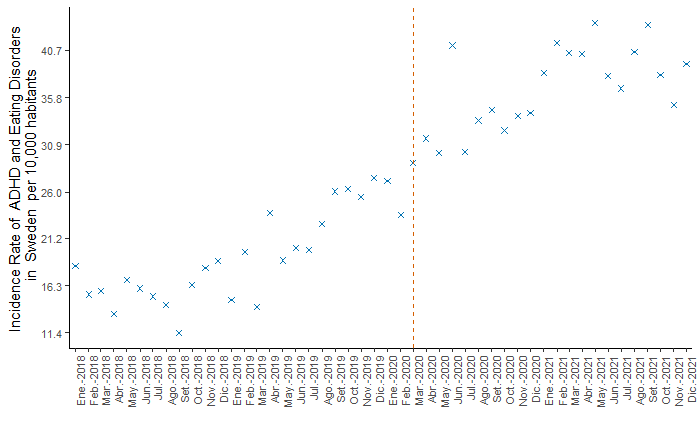 Incidence Rate of ADHD and Eating Disorders
in Sweden per 10,000 habitants
40.7
35.8
30.9
26.0
21.2
16.3
11.4
Ene.-2018
Feb.-2018
Mar.-2018
Abr.-2018
May.-2018
Jun.-2018
Jul.-2018
Ago.-2018
Set.-2018
Oct.-2018
Nov.-2018
Dic.-2018
Ene.-2019
Feb.-2019
Mar.-2019
Abr.-2019
May.-2019
Jun.-2019
Jul.-2019
Ago.-2019
Set.-2019
Oct.-2019
Nov.-2019
Dic.-2019
Ene.-2020
Feb.-2020
Mar.-2020
Abr.-2020
May.-2020
Jun.-2020
Jul.-2020
Ago.-2020
Set.-2020
Oct.-2020
Nov.-2020
Dic.-2020
Ene.-2021
Feb.-2021
Mar.-2021
Abr.-2021
May.-2021
Jun.-2021
Jul.-2021
Ago.-2021
Set.-2021
Oct.-2021
Nov.-2021
Dic.-2021